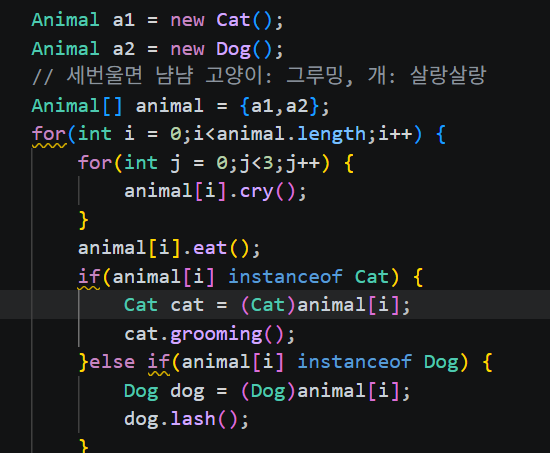 Animal a1 = new Cat();
Animal a2 = new Dog();
// 세번울면 냠냠 고양이: 그루밍, 개: 살랑살랑
Animal[] animal = {a1,a2};
for(int i = 0;i<animal.length;i++) {
for(int j = 0;j<3;j++) {
animal[i].cry();
}
animal[i].eat();
if(animal[i] instanceof Cat) {
Cat cat = (Cat)animal[i];
cat.grooming();
}else if(animal[i] instanceof Dog) {
Dog dog = (Dog)animal[i];
dog.lash();
}